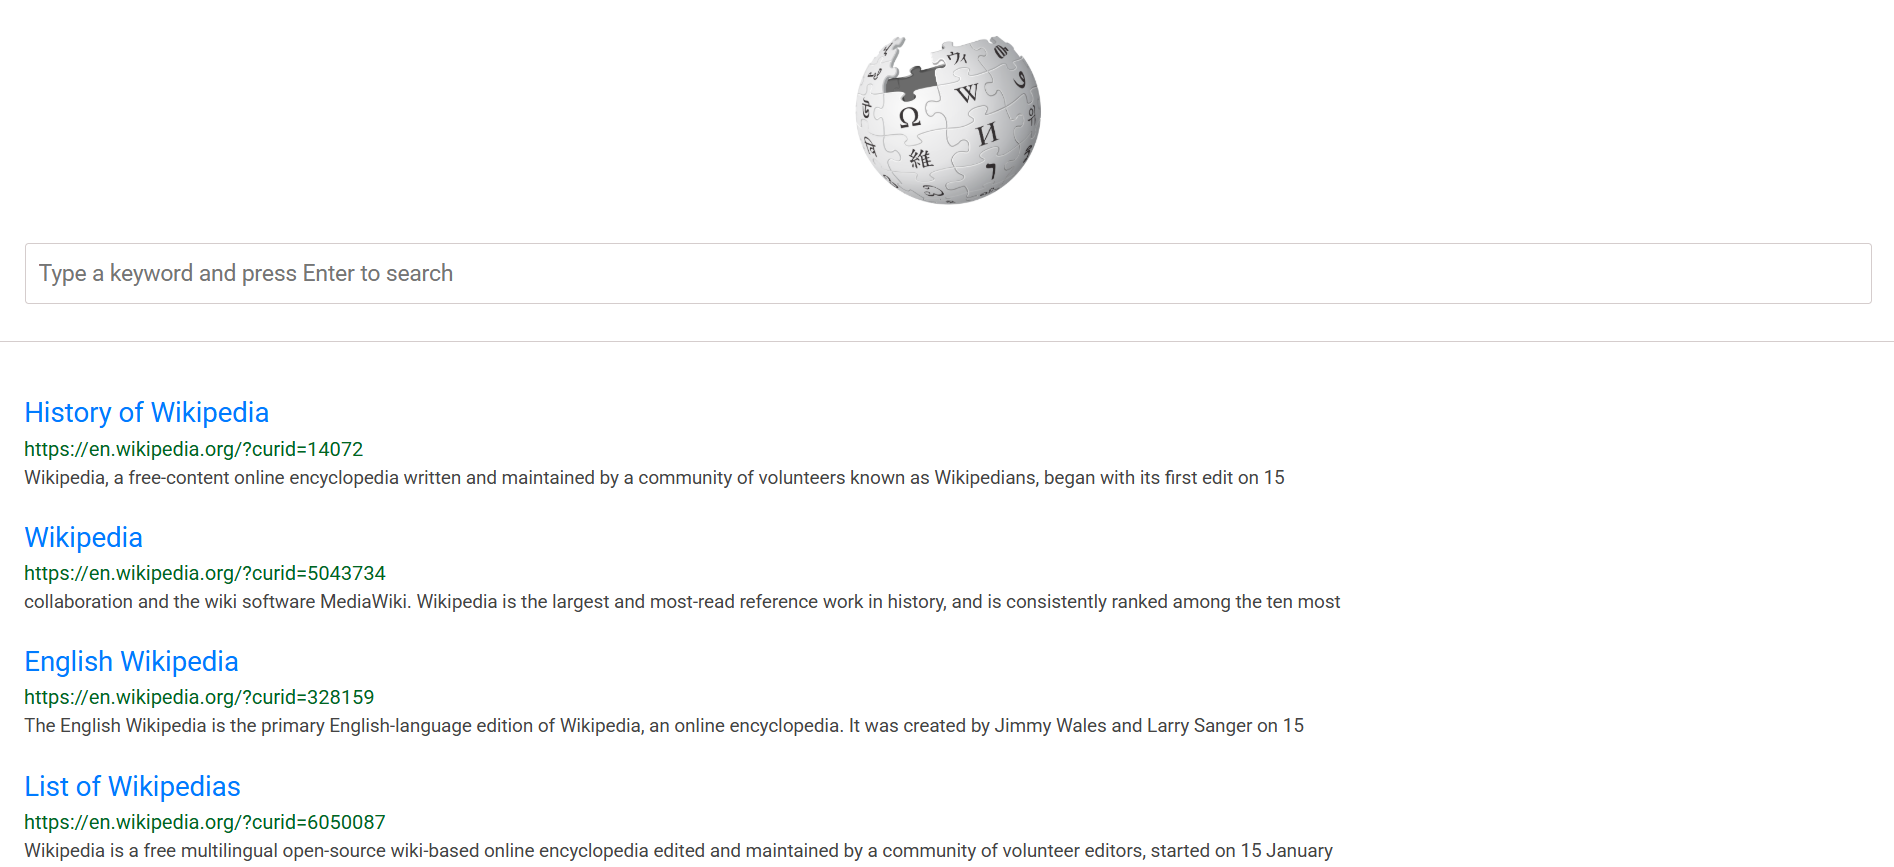 ウィ
W
Ω
И
維
Type a keyword and press Enter to search
History of Wikipedia
https://en.wikipedia.org/?curid=14072
Wikipedia, a free-content online encyclopedia written and maintained by a community of volunteers known as Wikipedians, began with its first edit on 15
Wikipedia
https://en.wikipedia.org/?curid=5043734
collaboration and the wiki software MediaWiki. Wikipedia is the largest and most-read reference work in history, and is consistently ranked among the ten most
English Wikipedia
https://en.wikipedia.org/?curid=328159
The English Wikipedia is the primary English-language edition of Wikipedia, an online encyclopedia. It was created by Jimmy Wales and Larry Sanger on 15
List of Wikipedias
https://en.wikipedia.org/?curid=6050087
Wikipedia is a free multilingual open-source wiki-based online encyclopedia edited and maintained by a community of volunteer editors, started on 15 January